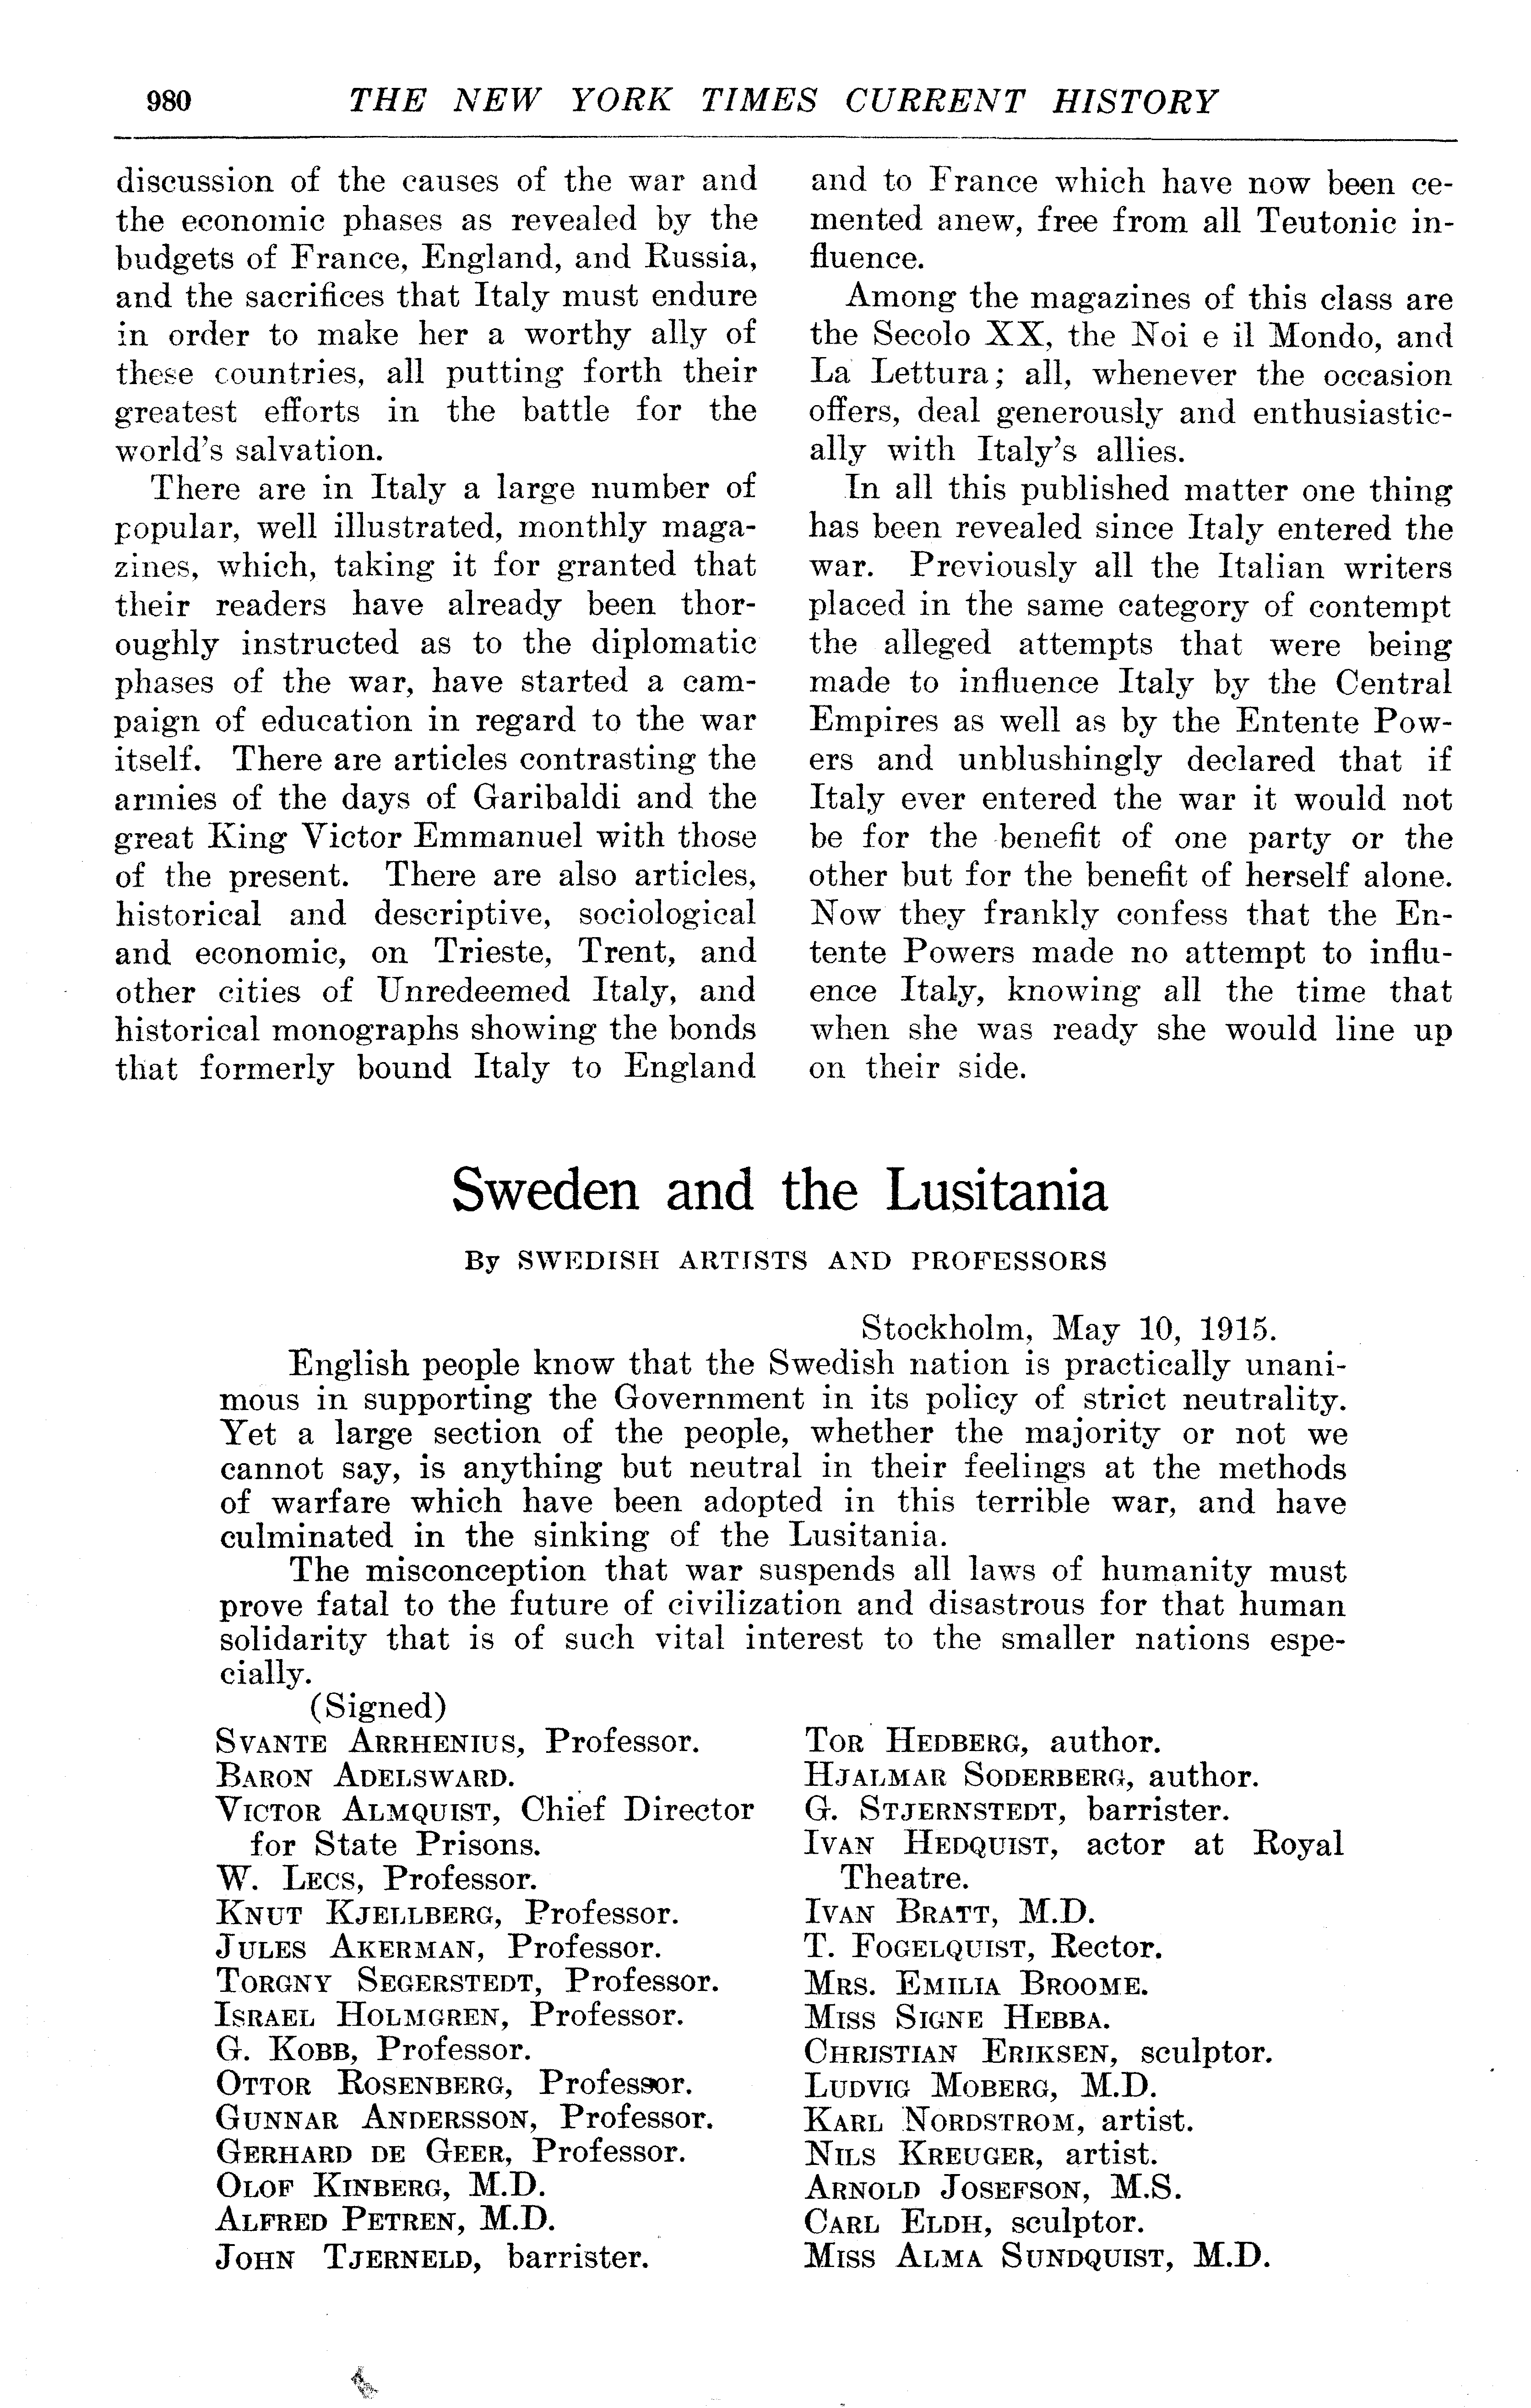 980 THE NEW YORK TIMES CURRENT HISTORY
discussion of the causes of the war and
the economic phases as revealed by the
budgets of France, England, and Russia,
and the sacrifices that Italy must endure
in order to make her a worthy ally of
these countries, all putting forth their
greatest efforts in the battle for the
world's salvation.
There are in Italy a large number of
popular, well illustrated, monthly maga-
zines, which, taking it for granted that
their readers have already been thor-
oughly instructed as to the diplomatic
phases of the war, have started a cam-
paign of education in regard to the war
itself. There are articles contrasting the
armies of the days of Garibaldi and the
great King Victor Emmanuel with those
of the present. There are also articles,
historical and descriptive, sociological
and economic, on Trieste, Trent, and
other cities of Unredeemed Italy, and
historical monographs showing the bonds
that formerly bound Italy to England
and to France which have now been ce-
mented anew, free from all Teutonic in-
fluence.
Among the magazines of this class are
the Secolo XX, the Noi e il Mondo, and
La Lettura; all, whenever the occasion
offers, deal generously and enthusiastic-
ally with Italy's allies.
In all this published matter one thing
has been revealed since Italy entered the
war. Previously all the Italian writers
placed in the same category of contempt
the alleged attempts that were being
made to influence Italy by the Central
Empires as well as by the Entente Pow-
ers and unblushingly declared that if
Italy ever entered the war it would not
be for the benefit of one party or the
other but for the benefit of herself alone.
Now they frankly confess that the En-
tente Powers made no attempt to influ-
ence Italy, knowing all the time that
when she was ready she would line up
on their side.
Sweden and the Lusitania
By SWEDISH ARTISTS AND PROFESSORS
Stockholm, May 10, 1915.
English people know that the Swedish nation is practically unani-
mous in supporting the Government in its policy of strict neutrality.
Yet a large section of the people, whether the majority or not we
cannot say, is anything but neutral in their feelings at the methods
of warfare which have been adopted in this terrible war, and have
culminated in the sinking of the Lusitania.
The misconception that war suspends all laws of humanity must
prove fatal to the future of civilization and disastrous for that human
solidarity that is of such vital interest to the smaller nations espe-
cially.
(Signed)
SVANTE ARRHENIUS, Professor.
BARON ADELSWARD.
VICTOR ALMQUIST, Chief Director
for State Prisons.
W. LECS, Professor.
KNUT KJELLBERG, Professor.
JULES AKERMAN, Professor.
TORGNY SEGERSTEDT, Professor.
ISRAEL HOLMGREN, Professor.
G. KOBB, Professor.
OTTOR ROSENBERG, Professor.
GUNNAR ANDERSSON, Professor.
GERHARD DE GEER, Professor.
OLOF KINBERG, M.D.
ALFRED PETREN, M.D.
JOHN TJERNELD, barrister.
TOR HEDBERG, author.
HJALMAR SODERBERG, author.
G. STJERNSTEDT, barrister.
IVAN HEDQUIST, actor at Royal
Theatre.
IVAN BRATT, M.D.
T. FOGELQUIST, Rector.
MRS. EMILIA BROOME.
MISS SIGNE HEBBA.
CHRISTIAN ERIKSEN, sculptor.
LUDVIG MOBERG, M.D.
KARL NORDSTROM, artist.
NILS KREUGER, artist.
ARNOLD JOSEFSON, M.S.
CARL ELDH, sculptor.
MISS ALMA SUNDQUIST, M.D.